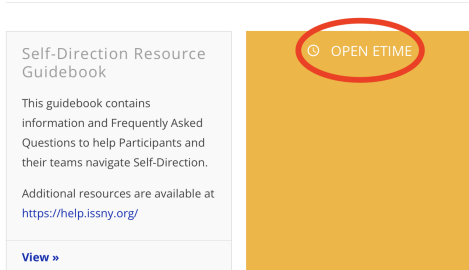 Self-Direction Resource
Guidebook
This guidebook contains
information and Frequently Asked
Questions to help Participants and
their teams navigate Self-Direction.
Additional resources are available at
https://help.issny.org/
View »
OPEN ETIME